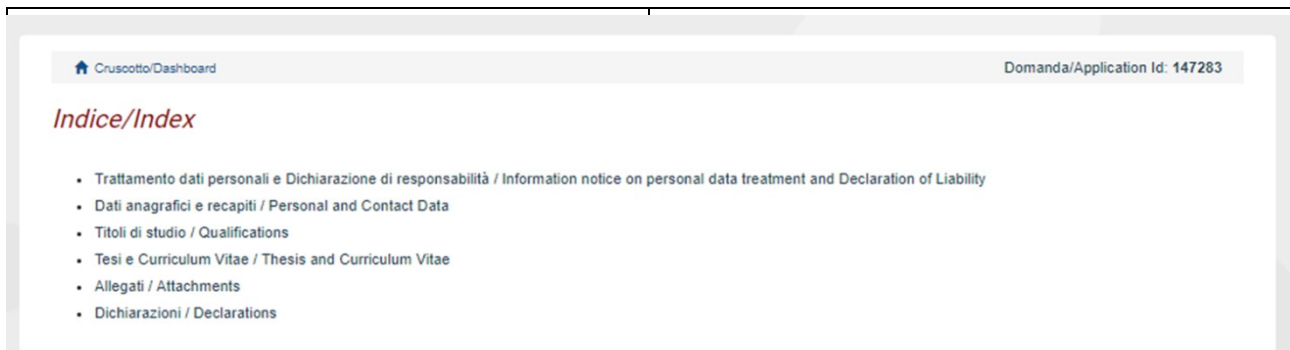 Cruscotto/Dashboard
Domanda/Application Id: 147283
Indice/Index
Trattamento dati personali e Dichiarazione di responsabilità / Information notice on personal data treatment and Declaration of Liability
Dati anagrafici e recapiti / Personal and Contact Data
Titoli di studio / Qualifications
Tesi e Curriculum Vitae / Thesis and Curriculum Vitae
Allegati / Attachments
Dichiarazioni / Declarations